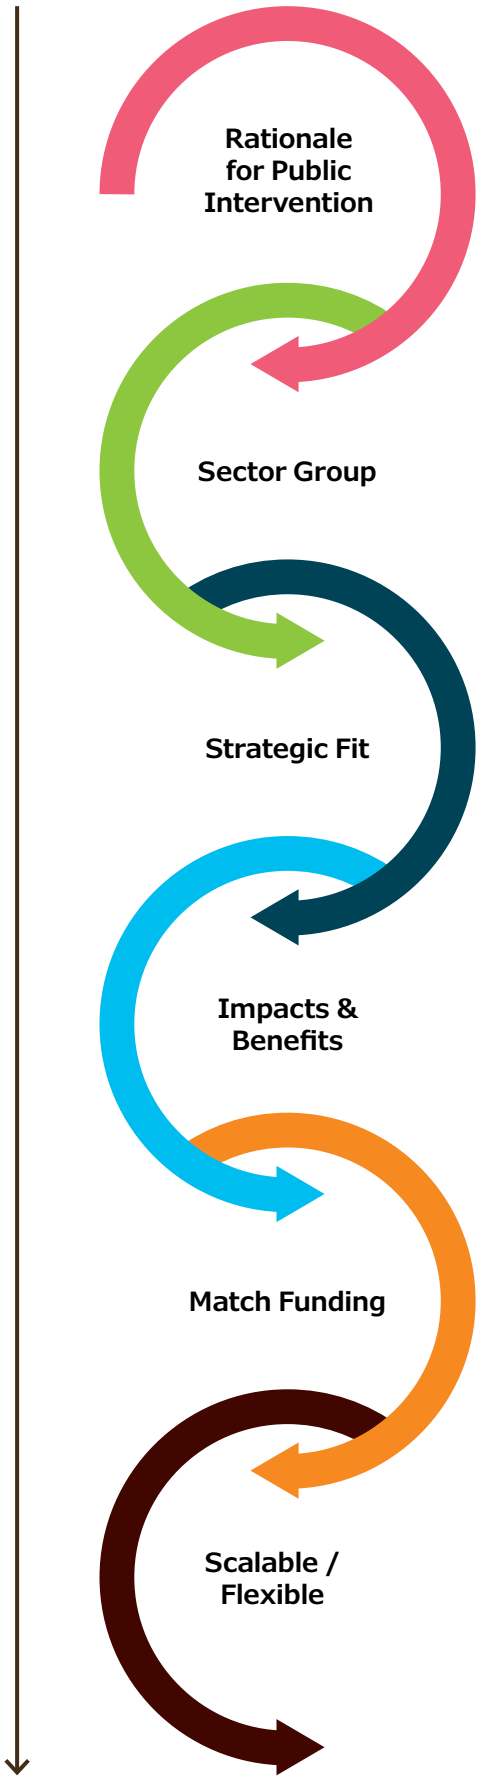 Rationale
for Public
Intervention
Sector Group
Strategic Fit
Impacts &
Benefits
Match Funding
Scalable /
Flexible